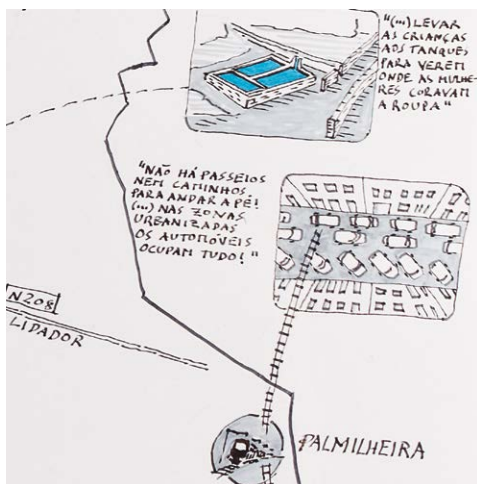 "(...) LEVAR
AS CRIANÇAS
AOS TANQUES
PARA VEREM
ONDE AS MULHE-
RES CORAVAM
A ROUPA"
"NÃO HÁ PASSEIOS
NEM CAMINHOS
PARA ANDAR A PÉ!
(...) NAS ZONAS
URBANIZADAS
OS AUTOMÓVEIS
OCUPAM TUDO!"
N208
LIDADOR
PALMILHEIRA